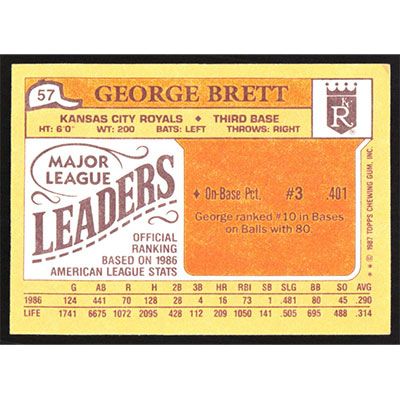 57
GEORGE BRETT
KANSAS CITY ROYALS ♦ THIRD BASE
HT: 6'0" WT: 200 BATS: LEFT THROWS: RIGHT
KR
MAJOR
LEAGUE
LEADERS
OFFICIAL
RANKING
BASED ON 1986
AMERICAN LEAGUE STATS
♦ On-Base Pct. #3 .401
George ranked #10 in Bases
on Balls with 80.
** © 1987 TOPPS CHEWING GUM, INC.
G AB R H 2B 3B HR RBI SB SLG BB SO AVG
1986 124 441 70 128 28 4 16 73 1 .481 80 45 .290
LIFE 1741 6675 1072 2095 428 112 209 1050 141 .505 695 488 .314